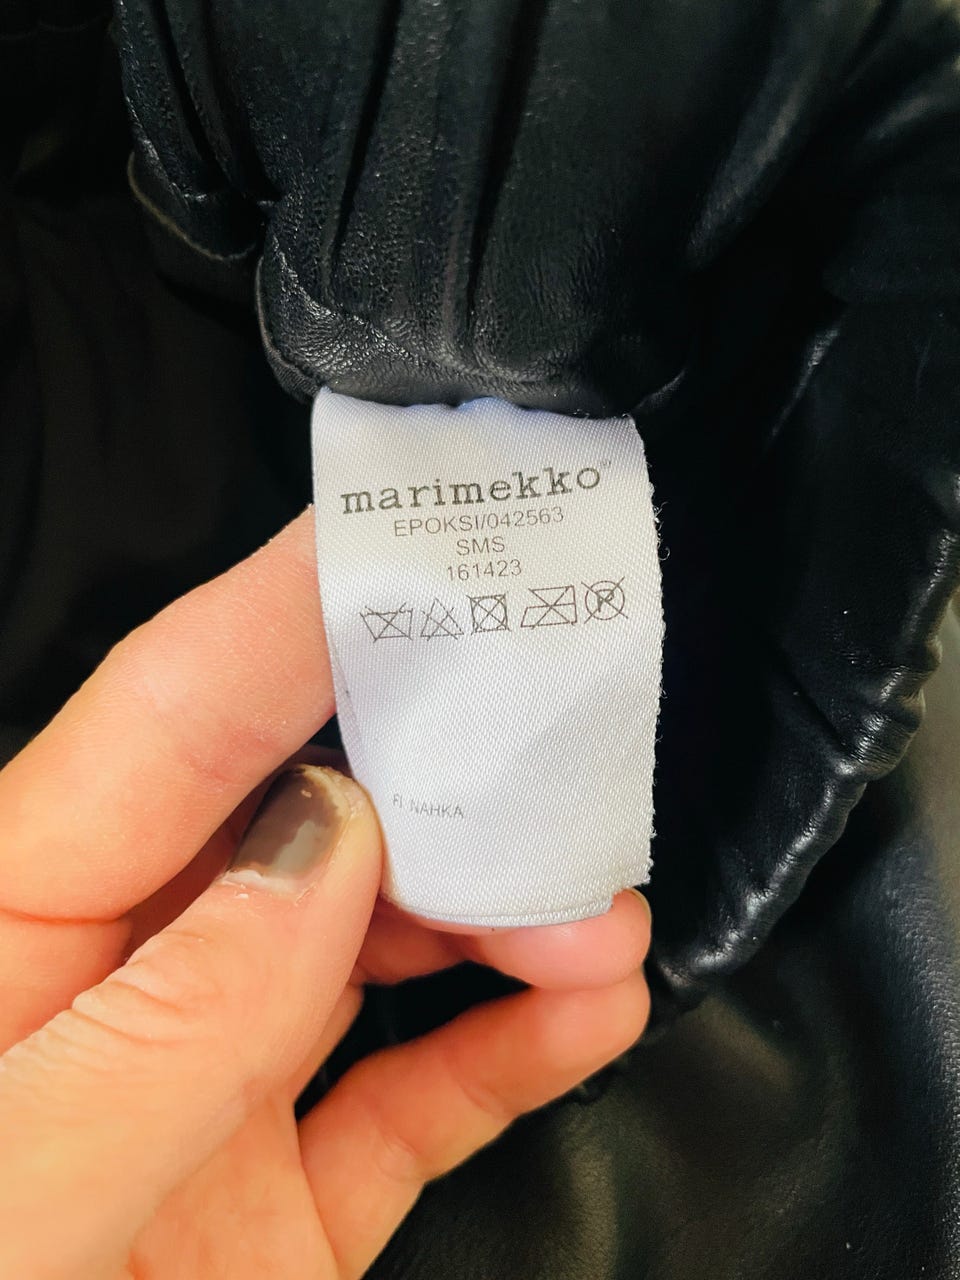 marimekko®
EPOKSI/042563
SMS
161423
P
FI NAHKA